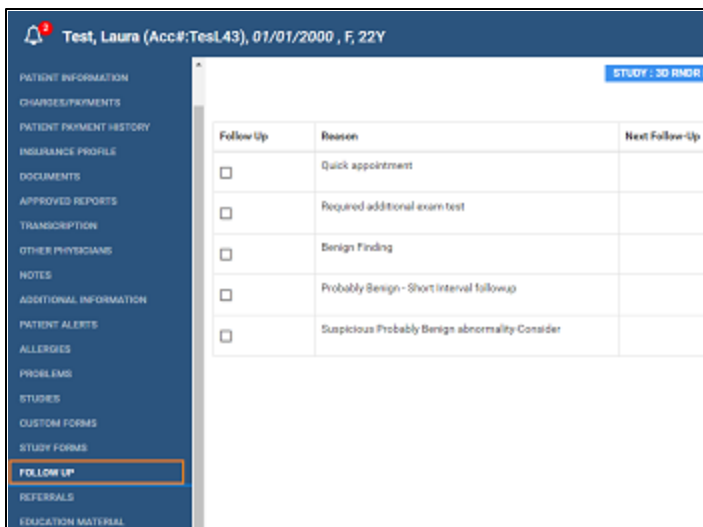 3
Test, Laura (Acc#:TesL43), 01/01/2000 , F, 22Y
PATIENT INFORMATION
CHARGES/PAYMENTS
PATIENT PAYMENT HISTORY
INSURANCE PROFILE
DOCUMENTS
APPROVED REPORTS
TRANSCRIPTION
OTHER PHYSICIANS
NOTES
ADDITIONAL INFORMATION
PATIENT ALERTS
ALLERGIES
PROBLEMS
STUDIES
CUSTOM FORMS
STUDY FORMS
FOLLOW UP
REFERRALS
EDUCATION MATERIAL
STUDY : 3D RNDR
Follow Up Reason Next Follow-Up
Quick appointment
Required additional exam test
Benign Finding
Probably Benign - Short Interval followup
Suspicious Probably Benign abnormality Consider